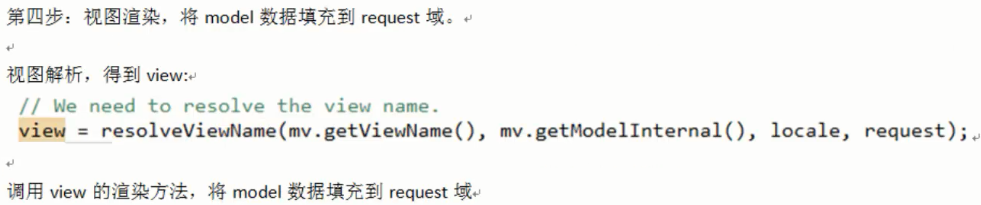 第四步：视图渲染，将 model 数据填充到 request 域。
视图解析，得到 view:
// We need to resolve the view name.
view = resolveViewName(mv.getViewName(), mv.getModelInternal(), locale, request);
调用 view 的渲染方法，将 model 数据填充到 request 域